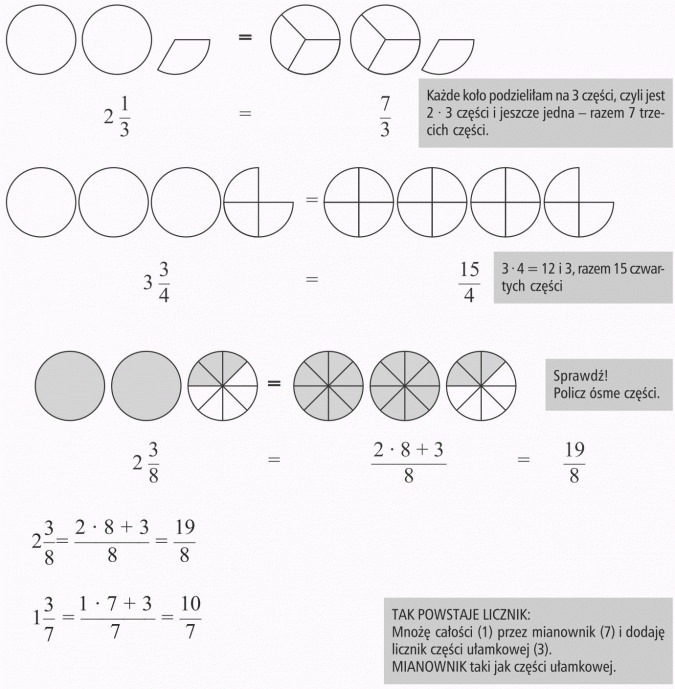 =
2 1/3 = 7/3
Każde koło podzieliłam na 3 części, czyli jest
2 · 3 części i jeszcze jedna – razem 7 trze-
cich części.
=
3 3/4 = 15/4
3 · 4 = 12 i 3, razem 15 czwar-
tych części
=
Sprawdź!
Policz ósme części.
2 3/8 = (2 · 8 + 3)/8 = 19/8
2 3/8 = (2 · 8 + 3)/8 = 19/8
1 3/7 = (1 · 7 + 3)/7 = 10/7
TAK POWSTAJE LICZNIK:
Mnożę całości (1) przez mianownik (7) i dodaję
licznik części ułamkowej (3).
MIANOWNIK taki jak części ułamkowej.